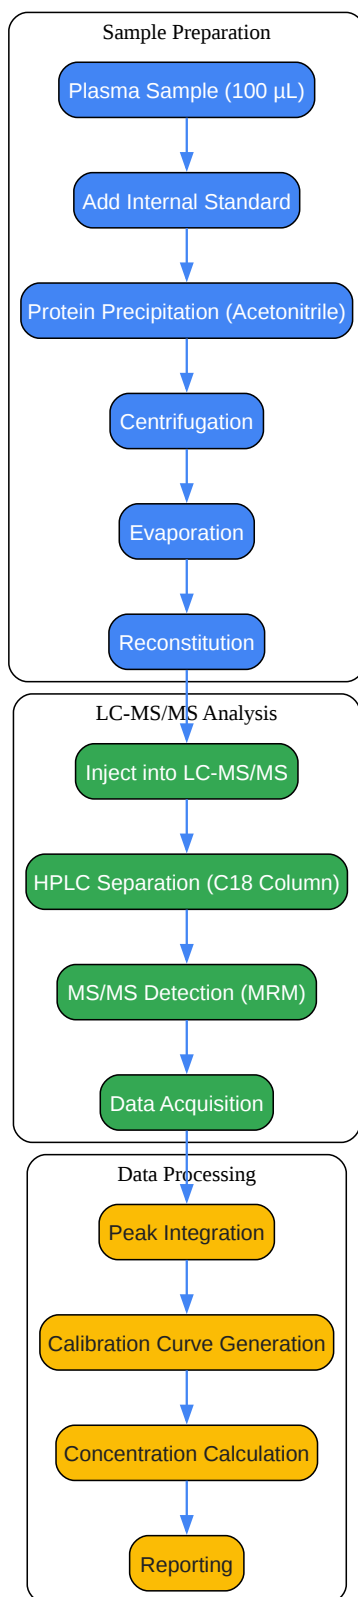 Sample Preparation
Plasma Sample (100 µL)
Add Internal Standard
Protein Precipitation (Acetonitrile)
Centrifugation
Evaporation
Reconstitution
LC-MS/MS Analysis
Inject into LC-MS/MS
HPLC Separation (C18 Column)
MS/MS Detection (MRM)
Data Acquisition
Data Processing
Peak Integration
Calibration Curve Generation
Concentration Calculation
Reporting